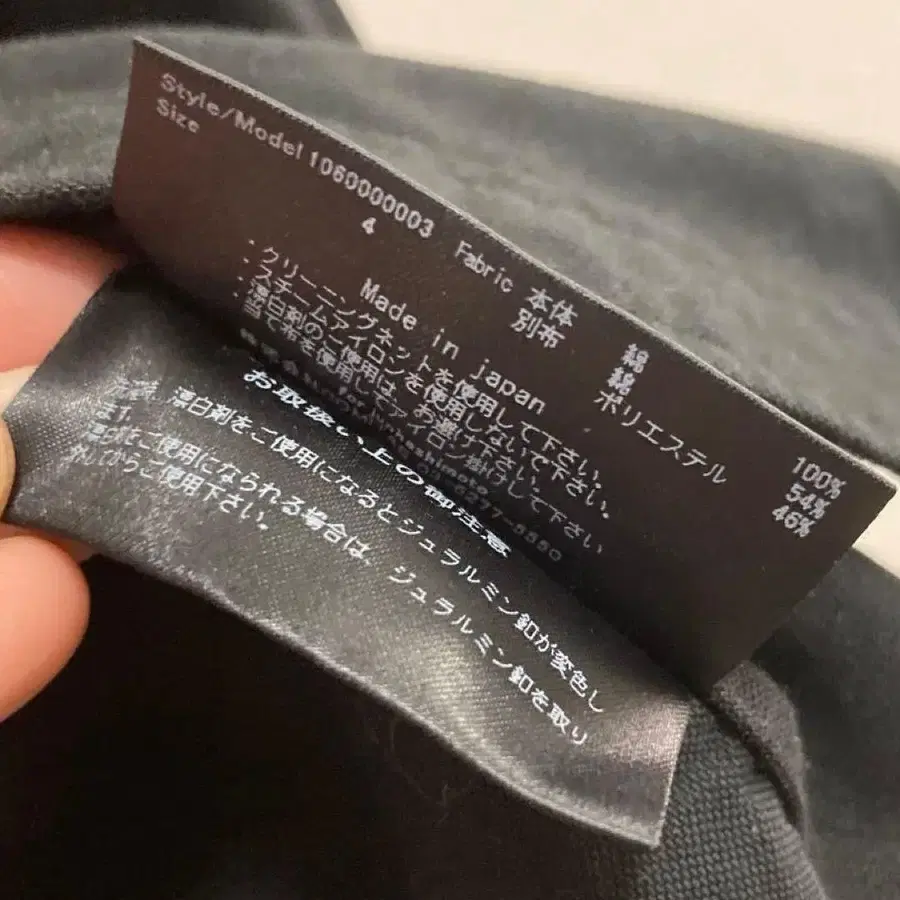 Style/Model 1060000003
Size 4
Fabric 本体 綿 100%
別布 綿 54%
ポリエステル 46%
Made in japan
・クリーニングネットを使用して下さい。
・スチームアイロンを使用しないで下さい。
漂白剤のご使用は、お避け下さい。
当て布を使用してアイロン掛けして下さい
お取扱い上の御注意
漂白剤をご使用になるとジュラルミン釦が変色し
ます。
漂白をご使用になられる場合は、ジュラルミン釦を取り
からご使用下さい。